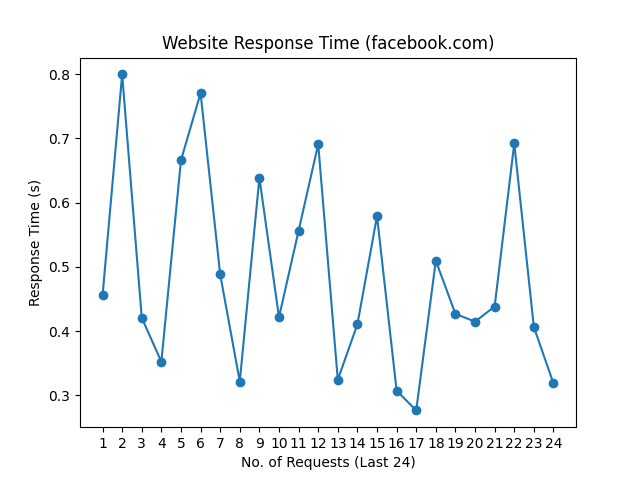 Website Response Time (facebook.com)
Response Time (s)
0.8
0.7
0.6
0.5
0.4
0.3
1 2 3 4 5 6 7 8 9 10 11 12 13 14 15 16 17 18 19 20 21 22 23 24
No. of Requests (Last 24)